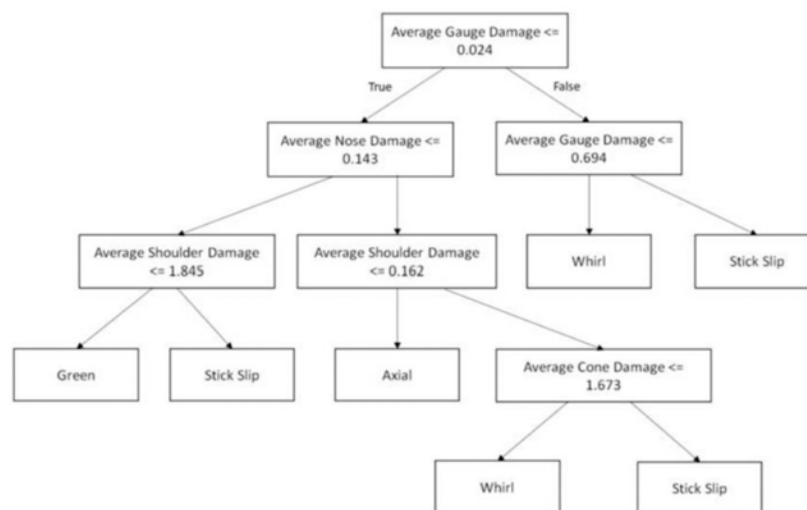 Average Gauge Damage <=
0.024
True
False
Average Nose Damage <=
0.143
Average Gauge Damage <=
0.694
Average Shoulder Damage
<= 1.845
Average Shoulder Damage
<= 0.162
Whirl
Stick Slip
Green
Stick Slip
Axial
Average Cone Damage <=
1.673
Whirl
Stick Slip